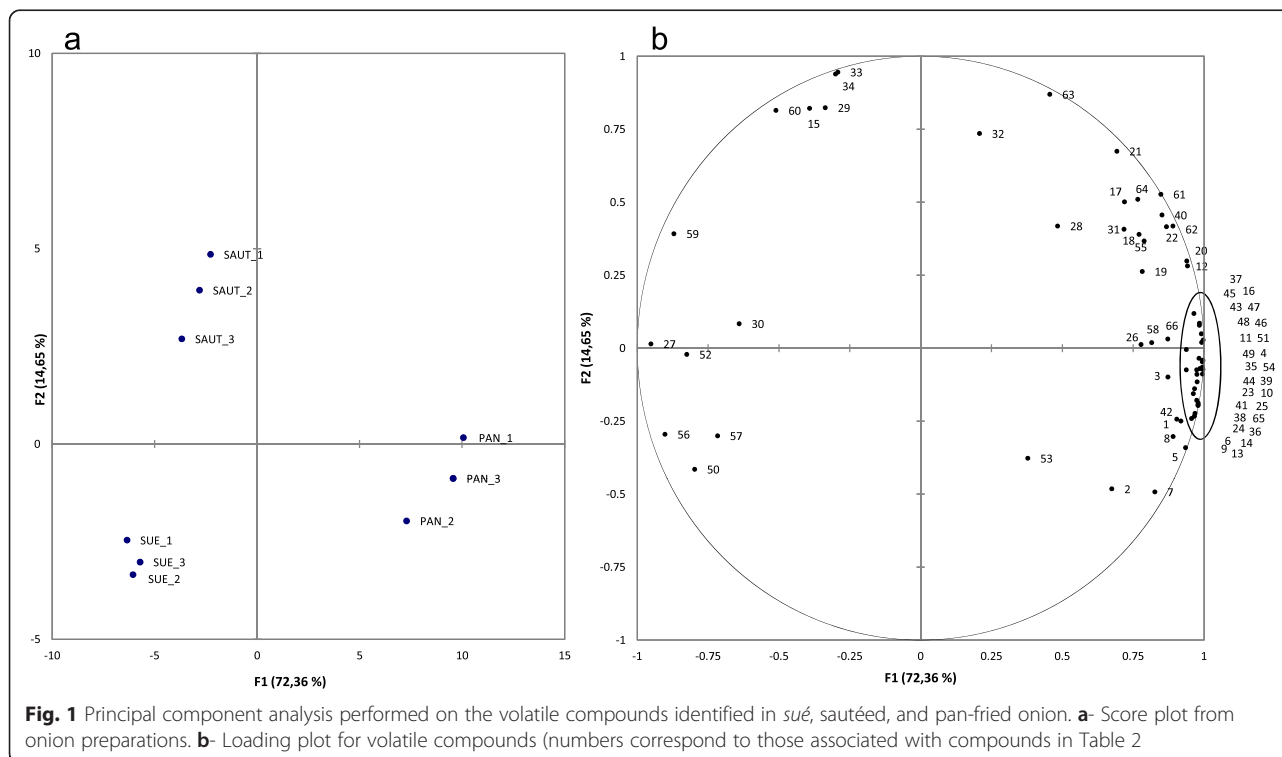 a
10
5
0
-5
-10 -5 0 5 10 15
F2 (14,65 %)
F1 (72,36 %)
SAUT_1
SAUT_2
SAUT_3
PAN_1
PAN_3
PAN_2
SUE_1
SUE_3
SUE_2
b
1
0.75
0.5
0.25
0
-0.25
-0.5
-0.75
-1
-1 -0.75 -0.5 -0.25 0 0.25 0.5 0.75 1
F2 (14,65 %)
F1 (72,36 %)
33
34
60 29
15
63
32
21
17 64 61
40
59 28 31 22 62
18 55
20
19 12
37
45 16
43 47
30 66 48 46
27 26 58 11 51
52 49 4
35 54
3 44 39
23 10
42 41 25
1 38 65
56 57 8 24 36
6 14
5 9 13
50 53
2 7
Fig. 1 Principal component analysis performed on the volatile compounds identified in sué, sautéed, and pan-fried onion. a- Score plot from
onion preparations. b- Loading plot for volatile compounds (numbers correspond to those associated with compounds in Table 2